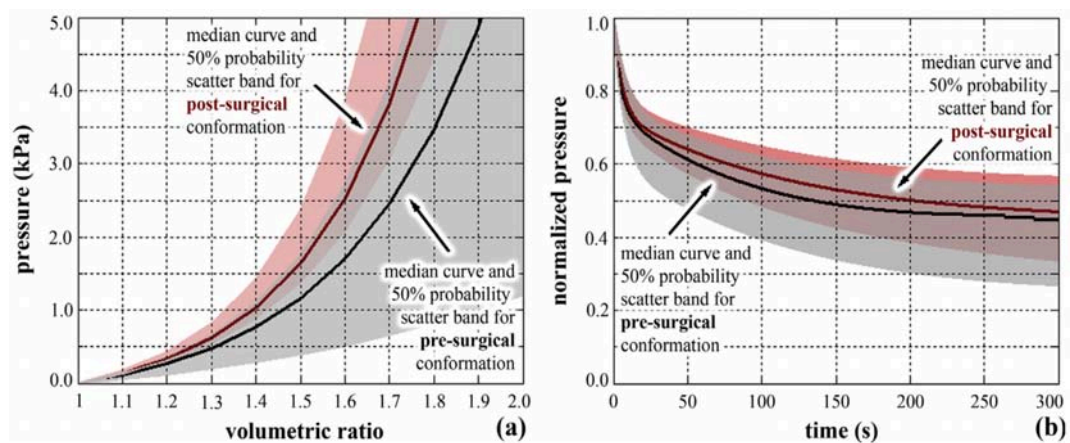 5.0
4.0
3.0
2.0
1.0
0.0
pressure (kPa)
median curve and
50% probability
scatter band for
post-surgical
conformation
median curve and
50% probability
scatter band for
pre-surgical
conformation
1 1.1 1.2 1.3 1.4 1.5 1.6 1.7 1.8 1.9 2.0
volumetric ratio
(a)
1.0
0.8
0.6
0.4
0.2
0.0
normalized pressure
median curve and
50% probability
scatter band for
post-surgical
conformation
median curve and
50% probability
scatter band for
pre-surgical
conformation
0 50 100 150 200 250 300
time (s)
(b)